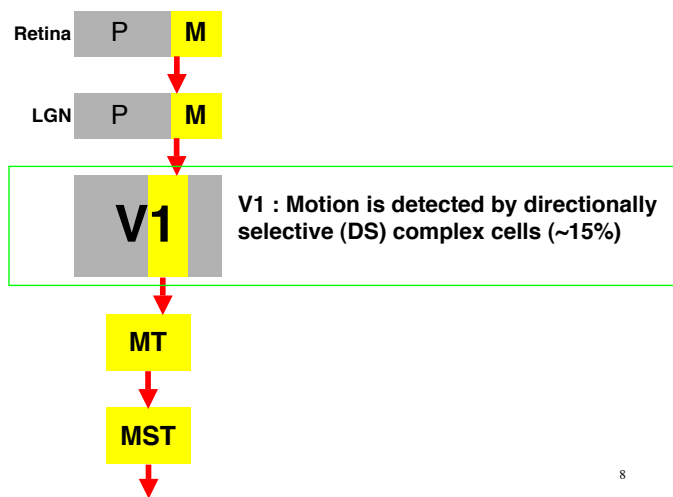 Retina P M
LGN P M
V1
V1 : Motion is detected by directionally
selective (DS) complex cells (~15%)
MT
MST
8